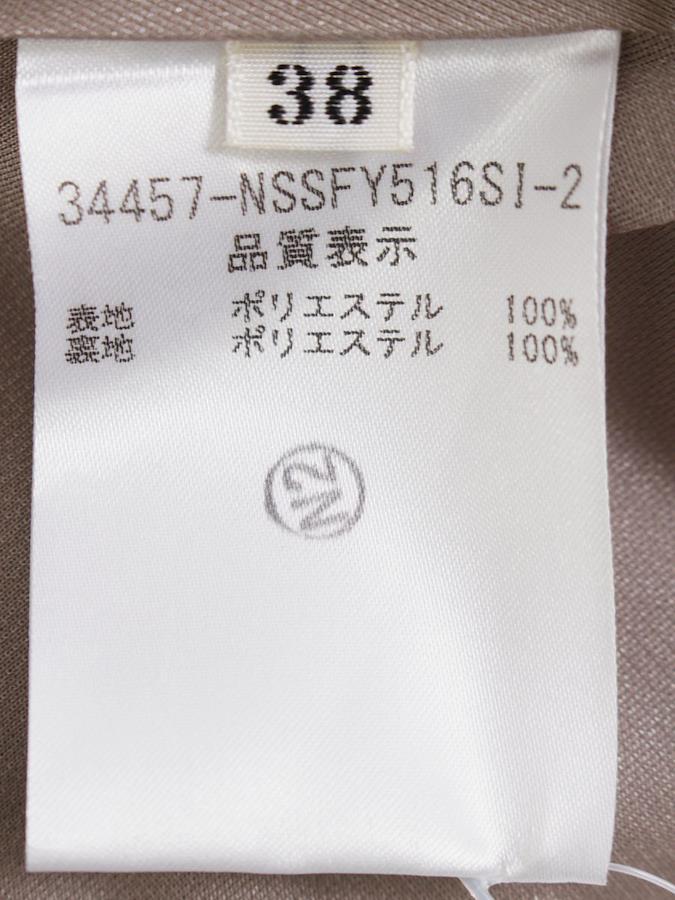 38
34457-NSSFY516SI-2
品質表示
表地 ポリエステル 100%
裏地 ポリエステル 100%
N2